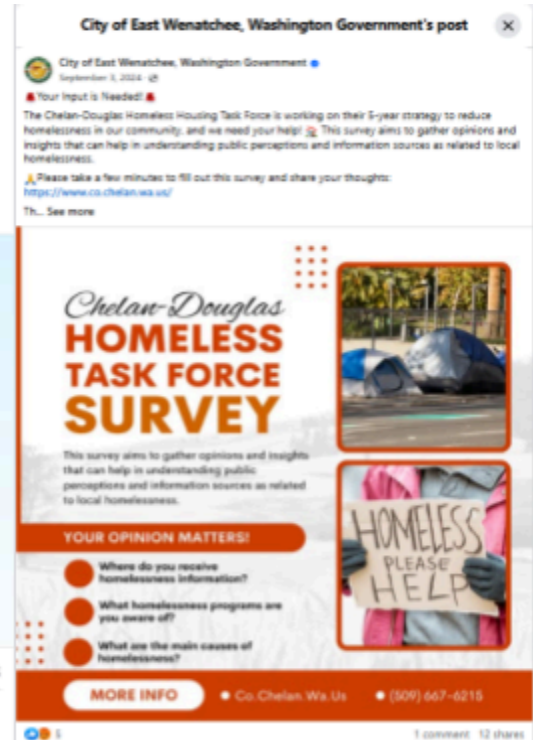 City of East Wenatchee, Washington Government's post
City of East Wenatchee, Washington Government
September 3, 2024
Your Input is Needed!
The Chelan-Douglas Homeless Housing Task Force is working on their 5-year strategy to reduce
homelessness in our community, and we need your help! This survey aims to gather opinions and
insights that can help in understanding public perceptions and information sources as related to local
homelessness.
Please take a few minutes to fill out this survey and share your thoughts:
https://www.co.chelan.wa.us/
Th... See more
Chelan-Douglas
HOMELESS
TASK FORCE
SURVEY
This survey aims to gather opinions and insights
that can help in understanding public
perceptions and information sources as related
to local homelessness.
YOUR OPINION MATTERS!
Where do you receive
homelessness information?
What homelessness programs are
you aware of?
What are the main causes of
homelessness?
HOMELESS
PLEASE
HELP
MORE INFO
Co.Chelan.Wa.Us
(509) 667-6215
5
1 comment 12 shares